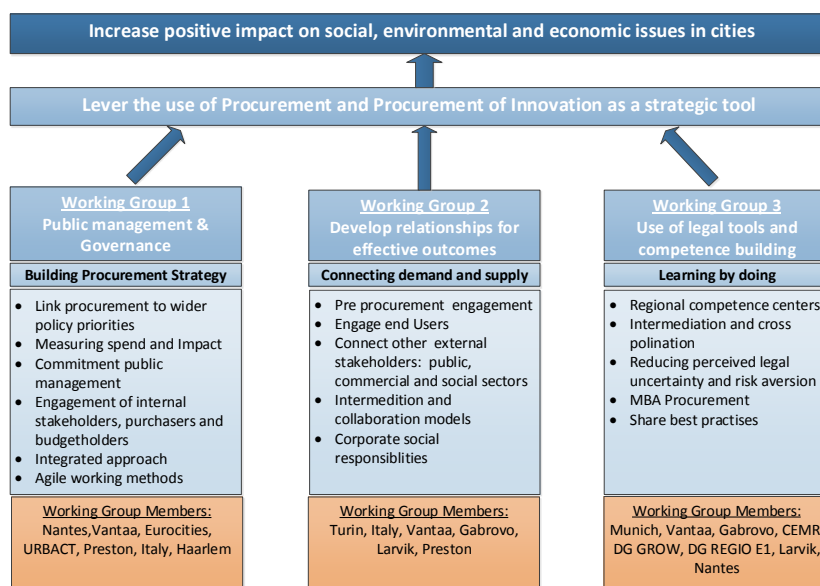 Increase positive impact on social, environmental and economic issues in cities
Lever the use of Procurement and Procurement of Innovation as a strategic tool
Working Group 1
Public management &
Governance
Building Procurement Strategy
• Link procurement to wider
policy priorities
• Measuring spend and Impact
• Commitment public
management
• Engagement of internal
stakeholders, purchasers and
budgetholders
• Integrated approach
• Agile working methods
Working Group Members:
Nantes,Vantaa, Eurocities,
URBACT, Preston, Italy, Haarlem
Working Group 2
Develop relationships for
effective outcomes
Connecting demand and supply
• Pre procurement engagement
• Engage end Users
• Connect other external
stakeholders: public,
commercial and social sectors
• Intermedition and
collaboration models
• Corporate social
responsiblities
Working Group Members:
Turin, Italy, Vantaa, Gabrovo,
Larvik, Preston
Working Group 3
Use of legal tools and
competence building
Learning by doing
• Regional competence centers
• Intermediation and cross
polination
• Reducing perceived legal
uncertainty and risk aversion
• MBA Procurement
• Share best practises
Working Group Members:
Munich, Vantaa, Gabrovo, CEMR,
DG GROW, DG REGIO E1, Larvik,
Nantes